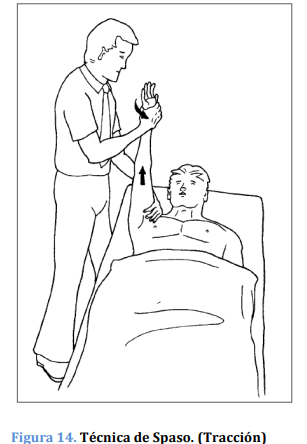 Figura 14. Técnica de Spaso. (Tracción)